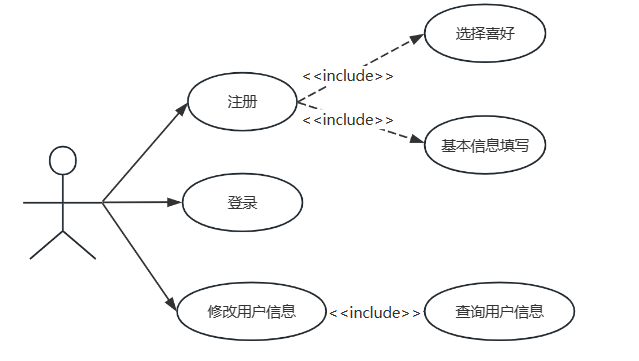 选择喜好
<<include>>
注册
<<include>>
基本信息填写
登录
修改用户信息
<<include>>
查询用户信息